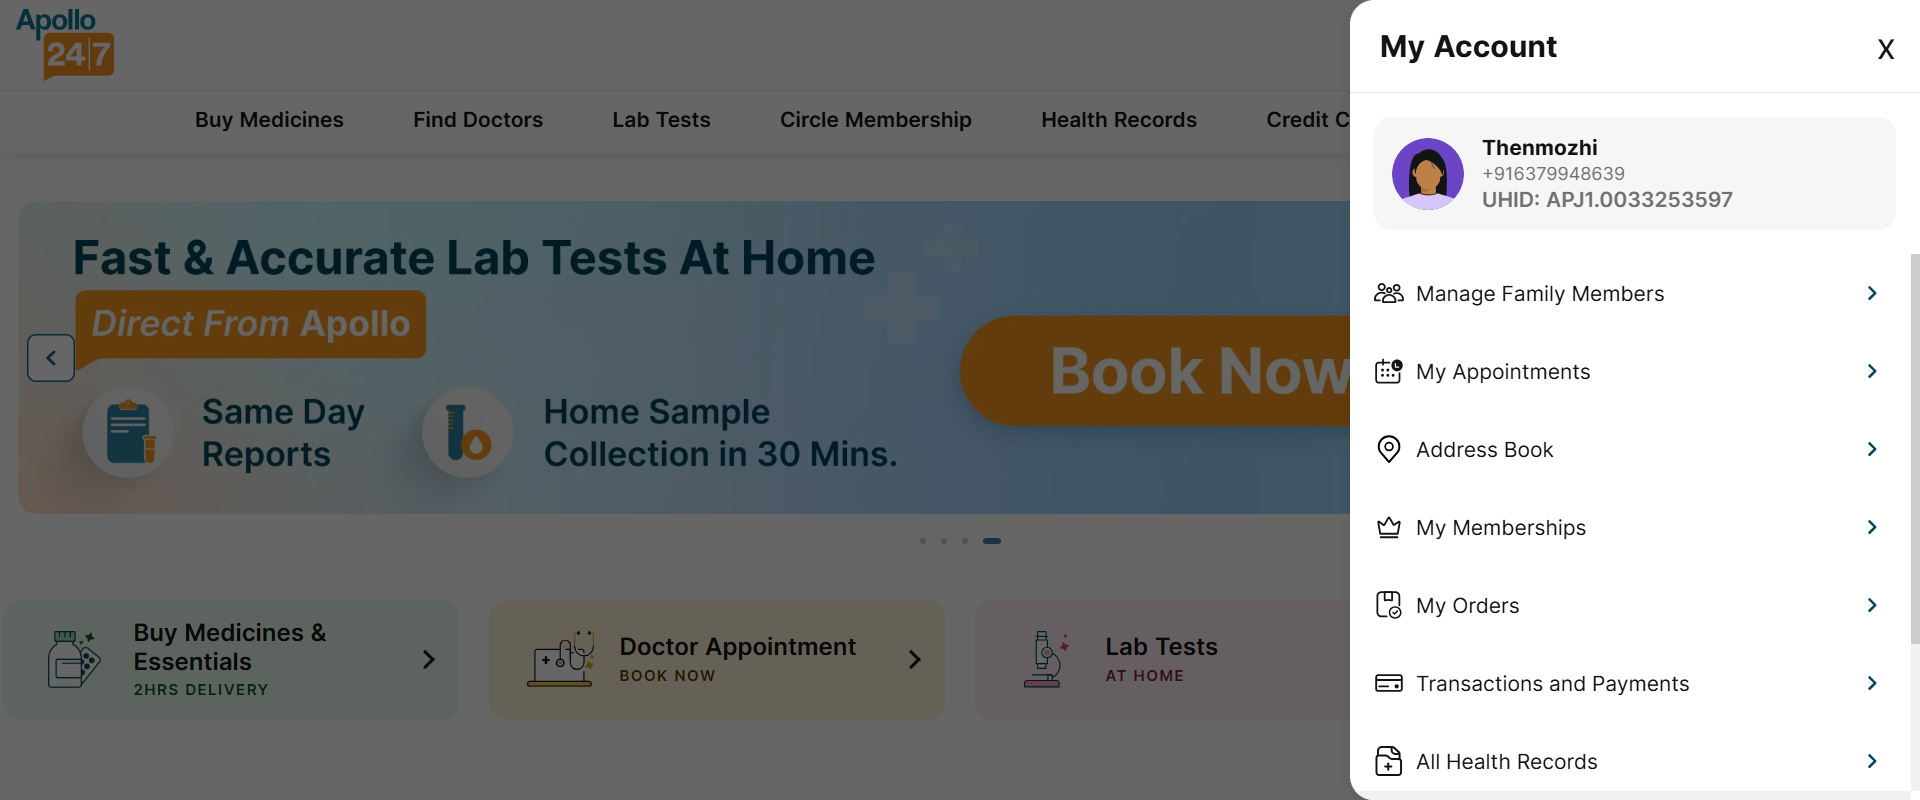 Apollo
24|7
Buy Medicines
Find Doctors
Lab Tests
Circle Membership
Health Records
Credit C
Fast & Accurate Lab Tests At Home
Direct From Apollo
Same Day
Reports
Home Sample
Collection in 30 Mins.
Book Now
Buy Medicines &
Essentials
2HRS DELIVERY
Doctor Appointment
BOOK NOW
Lab Tests
AT HOME
My Account
X
Thenmozhi
+916379948639
UHID: APJ1.0033253597
Manage Family Members
My Appointments
Address Book
My Memberships
My Orders
Transactions and Payments
All Health Records